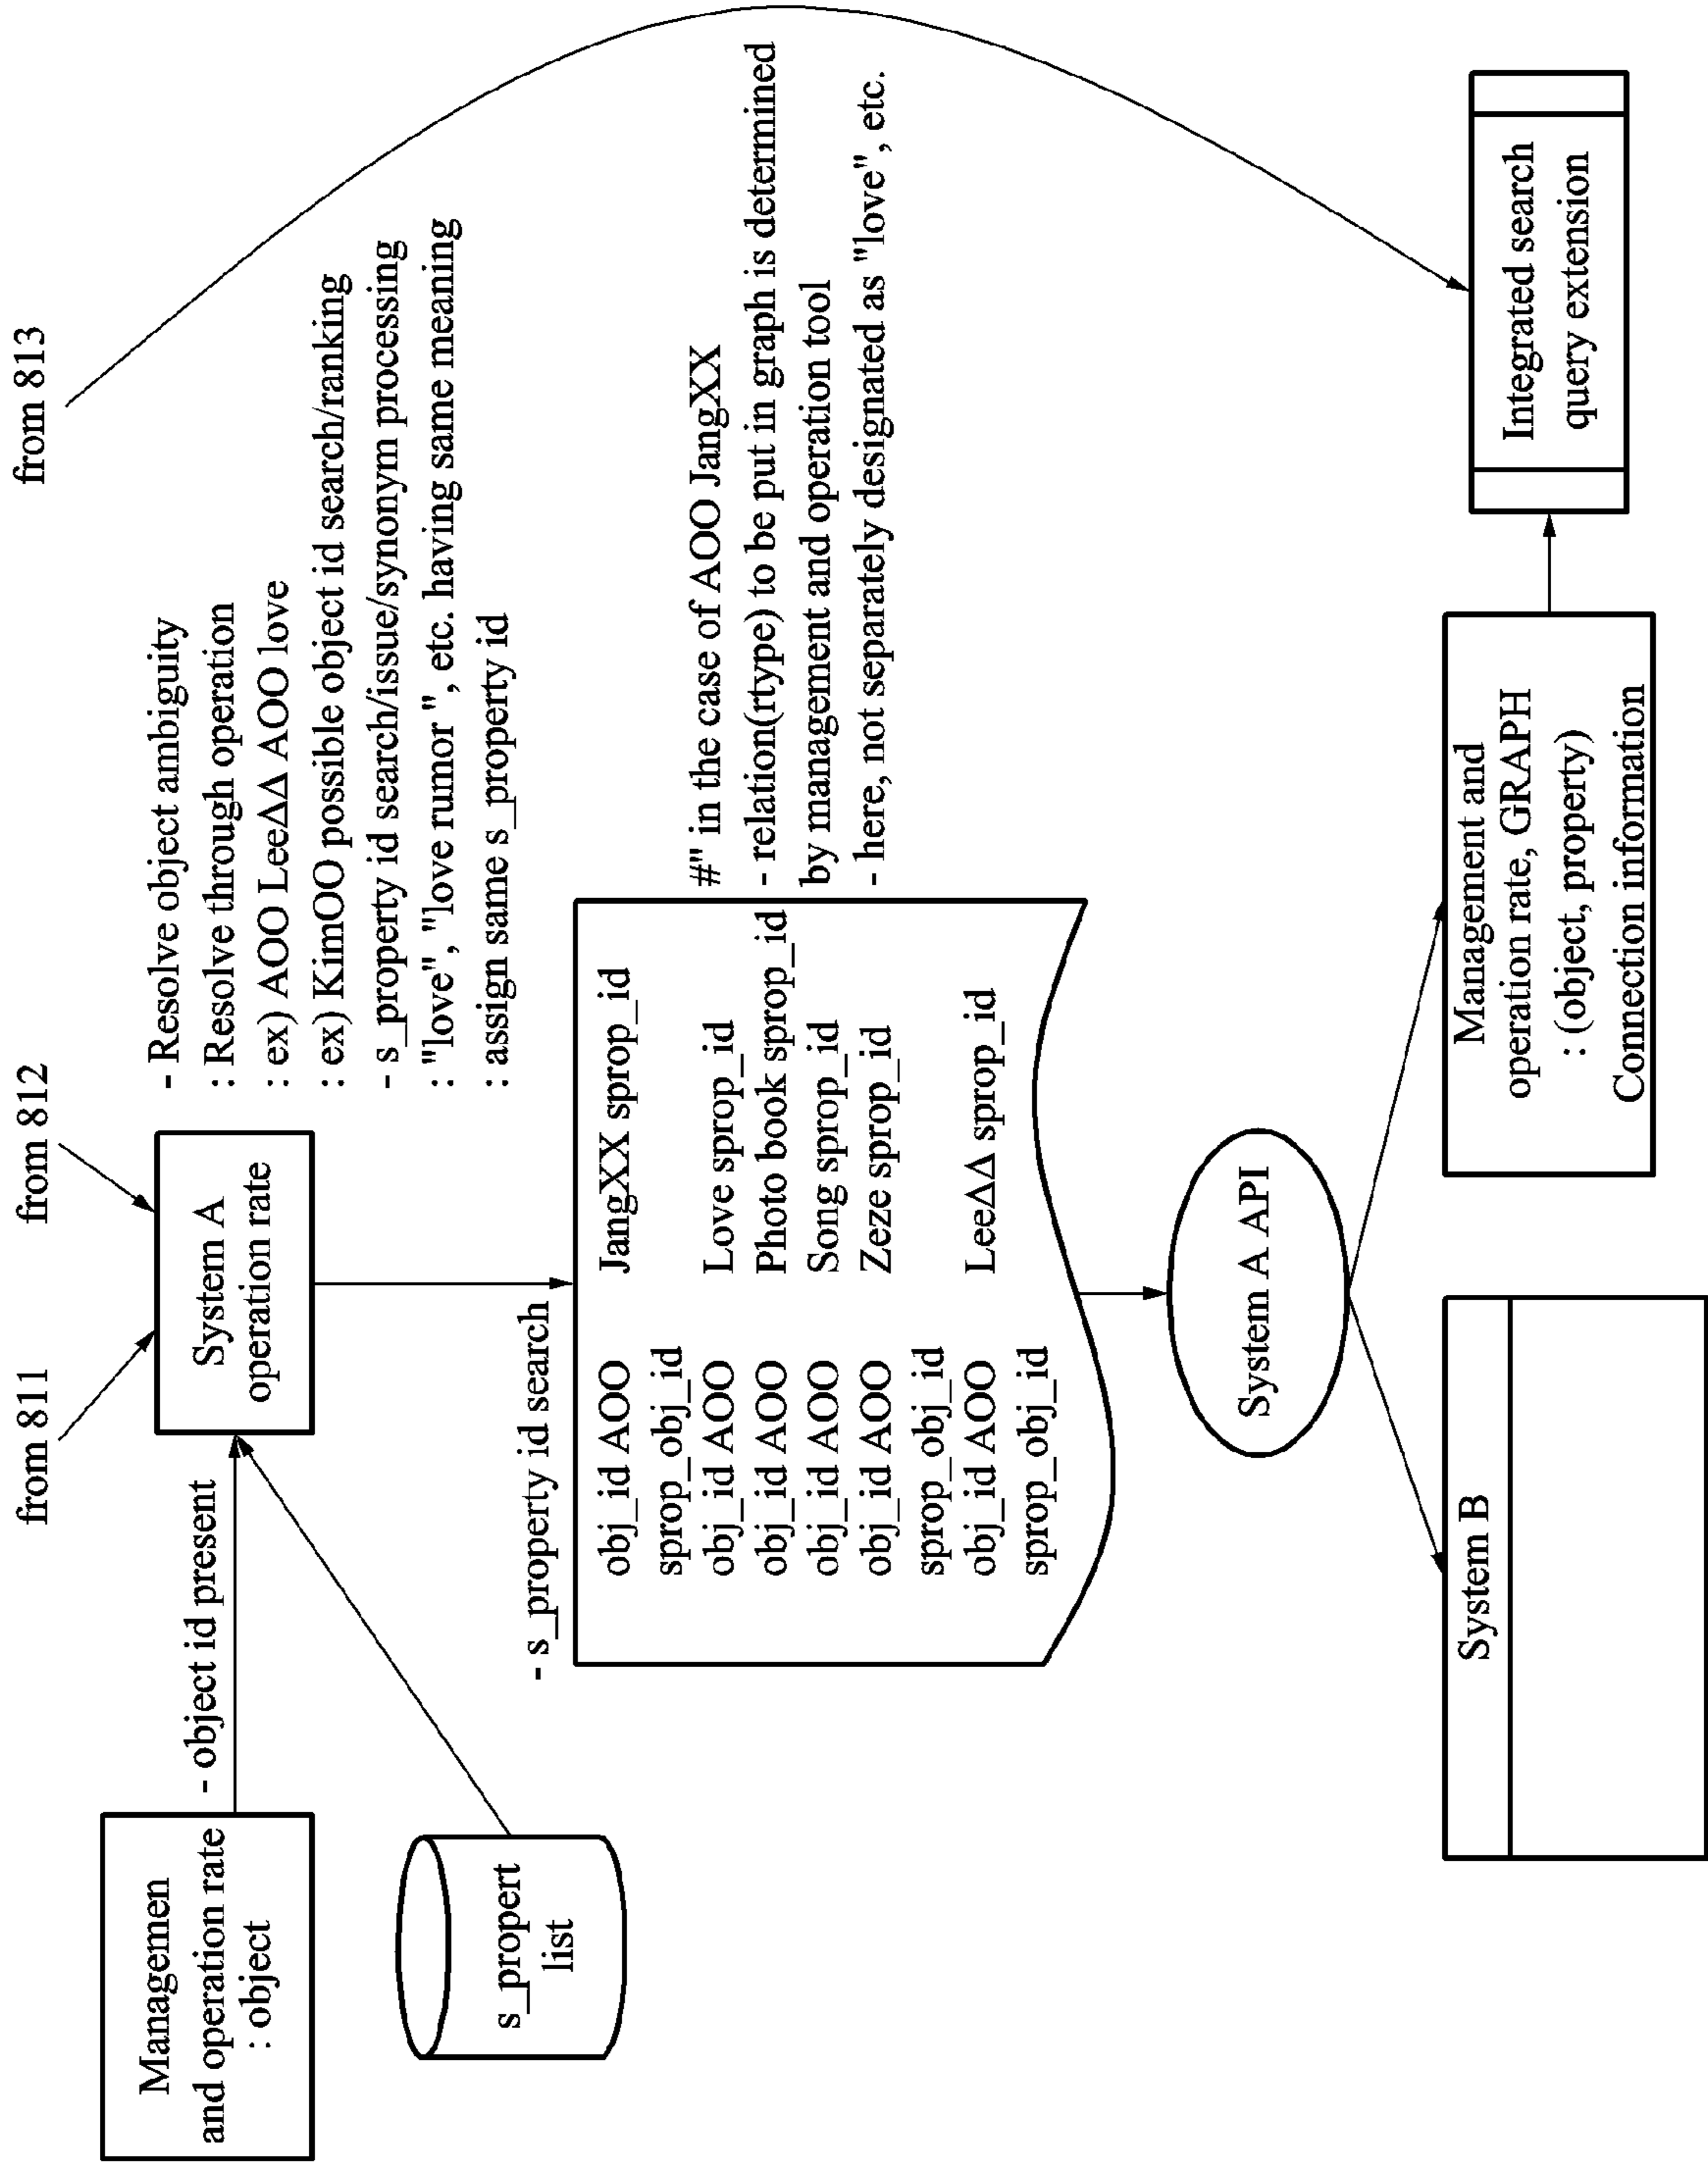 from 811
from 812
from 813
Managemen
and operation rate
: object
- object id present
System A
operation rate
- Resolve object ambiguity
: Resolve through operation
: ex) AOO LeeΔΔ AOO love
: ex) KimOO possible object id search/ranking
- s_property id search/issue/synonym processing
: "love", "love rumor ", etc. having same meaning
: assign same s_property id
s_propert
list
- s_property id search
obj_id AOO JangXX sprop_id
sprop_obj_id
obj_id AOO Love sprop_id
obj_id AOO Photo book sprop_id
obj_id AOO Song sprop_id
obj_id AOO Zeze sprop_id
sprop_obj_id
obj_id AOO LeeΔΔ sprop_id
sprop_obj_id
#" in the case of AOO JangXX
- relation(rtype) to be put in graph is determined
by management and operation tool
- here, not separately designated as "love", etc.
System A API
System B
Management and
operation rate, GRAPH
: (object, property)
Connection information
Integrated search
query extension